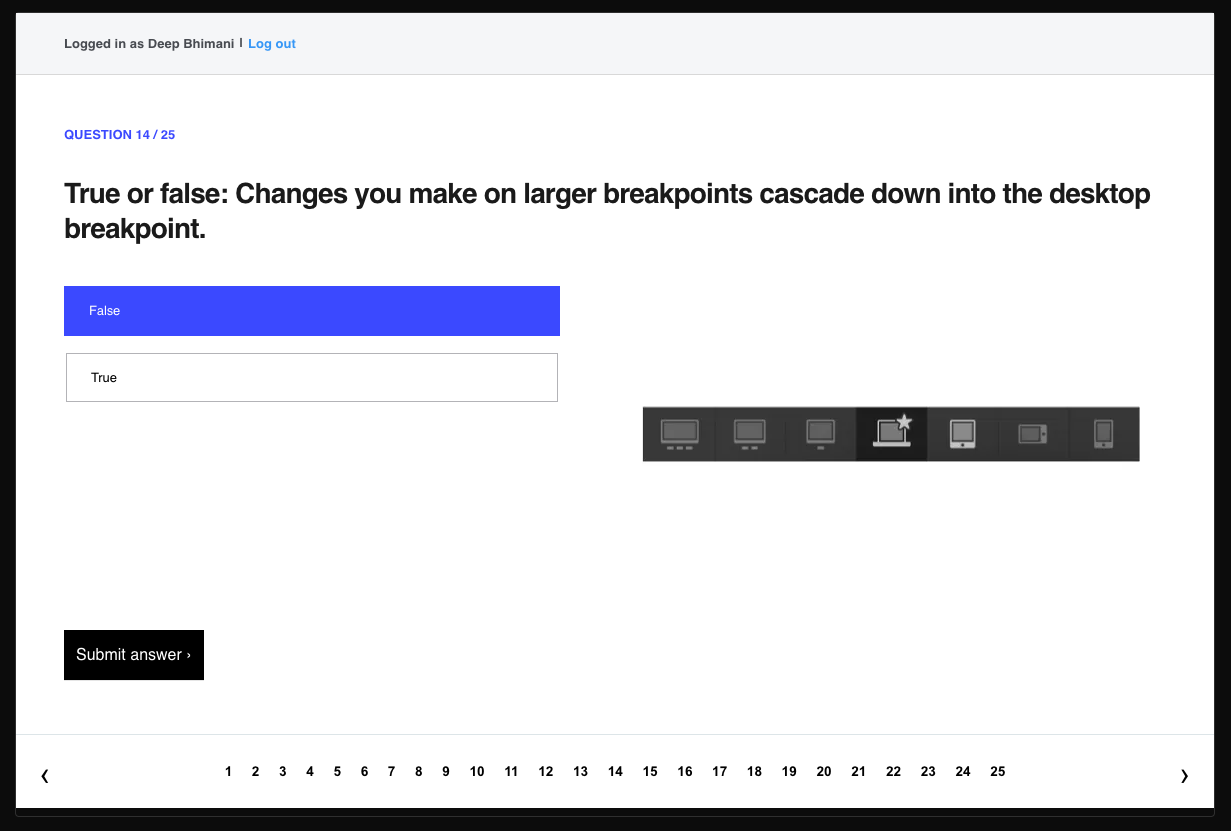 Logged in as Deep Bhimani | Log out
QUESTION 14 / 25
True or false: Changes you make on larger breakpoints cascade down into the desktop
breakpoint.
False
True
Submit answer ›
❮ 1 2 3 4 5 6 7 8 9 10 11 12 13 14 15 16 17 18 19 20 21 22 23 24 25 ❯